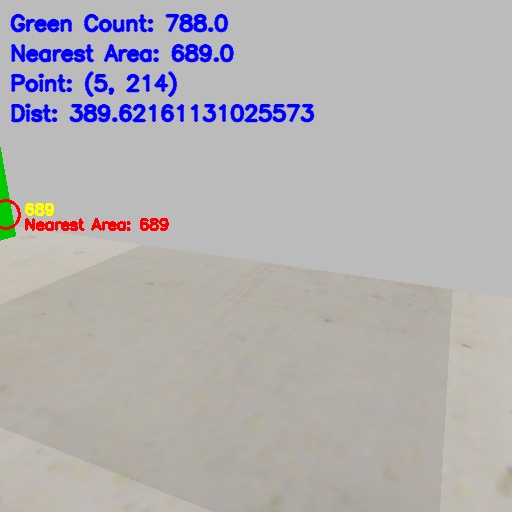 Green Count: 788.0
Nearest Area: 689.0
Point: (5, 214)
Dist: 389.62161131025573
689
Nearest Area: 689